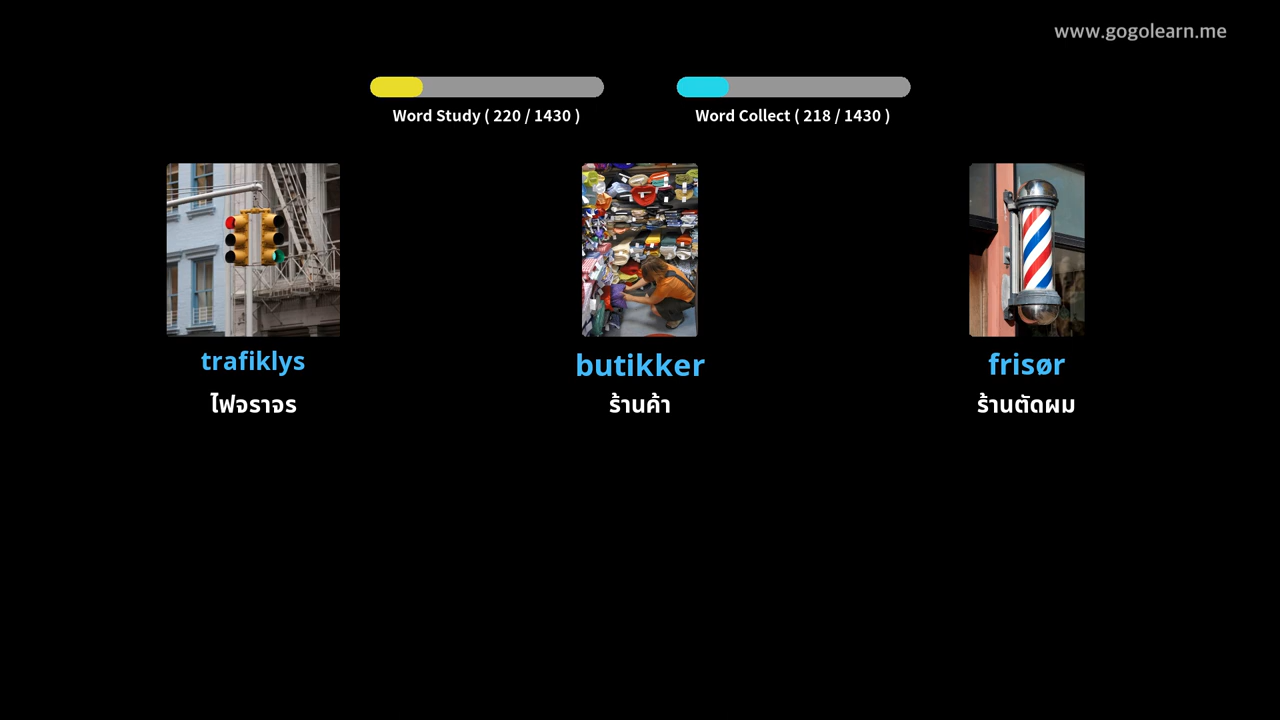 www.gogolearn.me
Word Study ( 220 / 1430 )
Word Collect ( 218 / 1430 )
trafiklys
butikker
frisør
ไฟจราจร
ร้านค้า
ร้านตัดผม